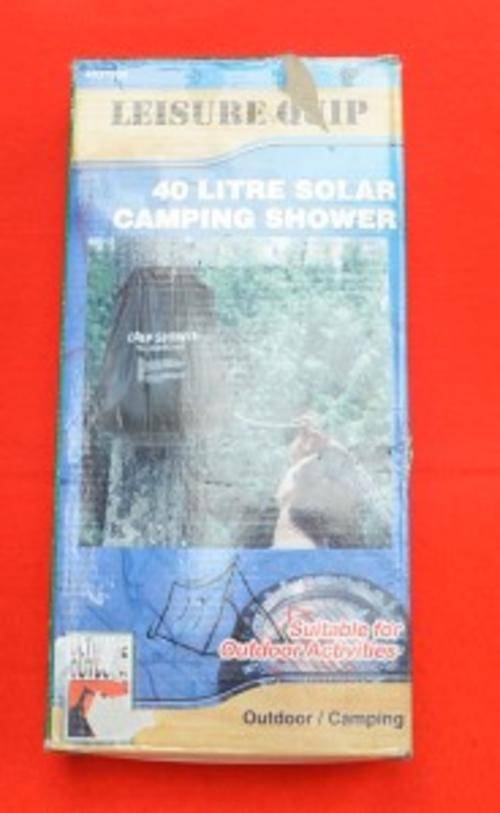 LEISURE QUIP
40 LITRE SOLAR
CAMPING SHOWER
Suitable for
Outdoor Activities
Outdoor / Camping